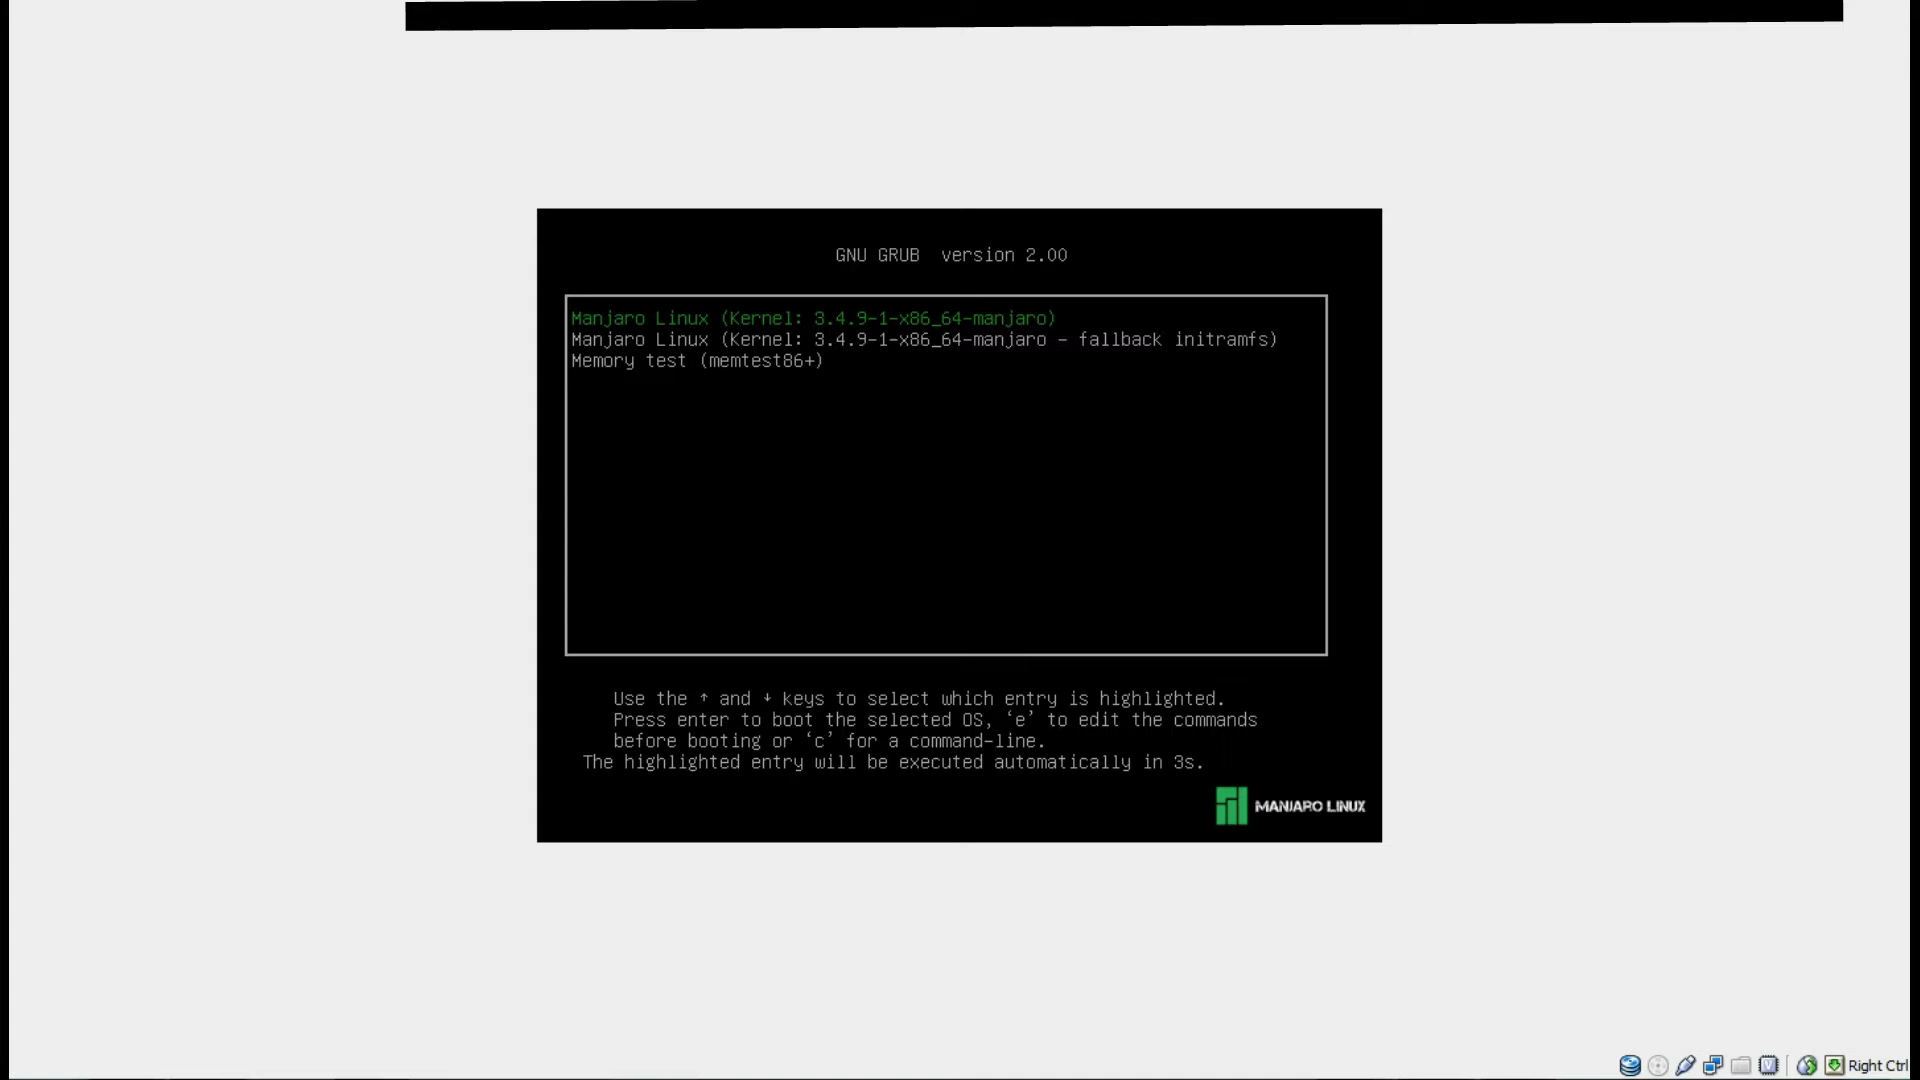 GNU GRUB  version 2.00
Manjaro Linux (Kernel: 3.4.9-1-x86_64-manjaro)
Manjaro Linux (Kernel: 3.4.9-1-x86_64-manjaro - fallback initramfs)
Memory test (memtest86+)
Use the ↑ and ↓ keys to select which entry is highlighted.
Press enter to boot the selected OS, ‘e’ to edit the commands
before booting or ‘c’ for a command-line.
The highlighted entry will be executed automatically in 3s.
MANJARO LINUX
Right Ctrl